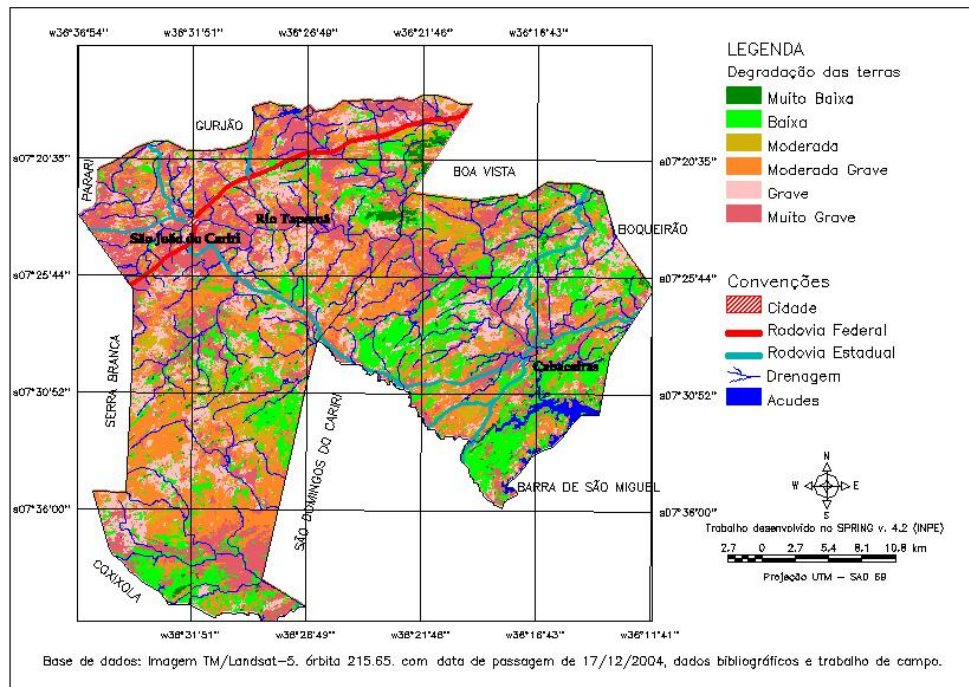 w36°36'54" w36°31'51" w36°26'49" w36°21'46" w36°16'43"
LEGENDA
Degradação das terras
Muito Baixa
Baixa
Moderada
Moderada Grave
Grave
Muito Grave
GURJÃO
s07°20'35" s07°20'35"
PARARI
BOA VISTA
Rio Taperoá
São João do Cariri
BOQUEIRÃO
s07°25'44" s07°25'44"
Convenções
Cidade
Rodovia Federal
Rodovia Estadual
Drenagem
Acudes
SERRA BRANCA
Cabaceiras
s07°30'52" s07°30'52"
SÃO DOMINGOS DO CARIRI
BARRA DE SÃO MIGUEL
s07°36'00" s07°36'00"
COXIXOLA
N
W E
S
Trabalho desenvolvido no SPRING v. 4.2 (INPE)
2.7 0 2.7 5.4 8.1 10.8 km
Projeção UTM – SAD 69
w36°31'51" w36°26'49" w36°21'46" w36°16'43" w36°11'41"
Base de dados: Imagem TM/Landsat–5. órbita 215.65. com data de passagem de 17/12/2004, dados bibliográficos e trabalho de campo.